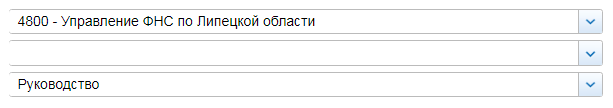 4800 - Управление ФНС по Липецкой области
Руководство